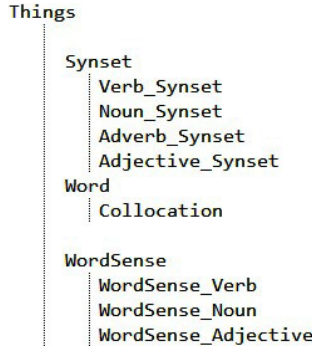 Things
Synset
Verb_Synset
Noun_Synset
Adverb_Synset
Adjective_Synset
Word
Collocation
WordSense
WordSense_Verb
WordSense_Noun
WordSense_Adjective